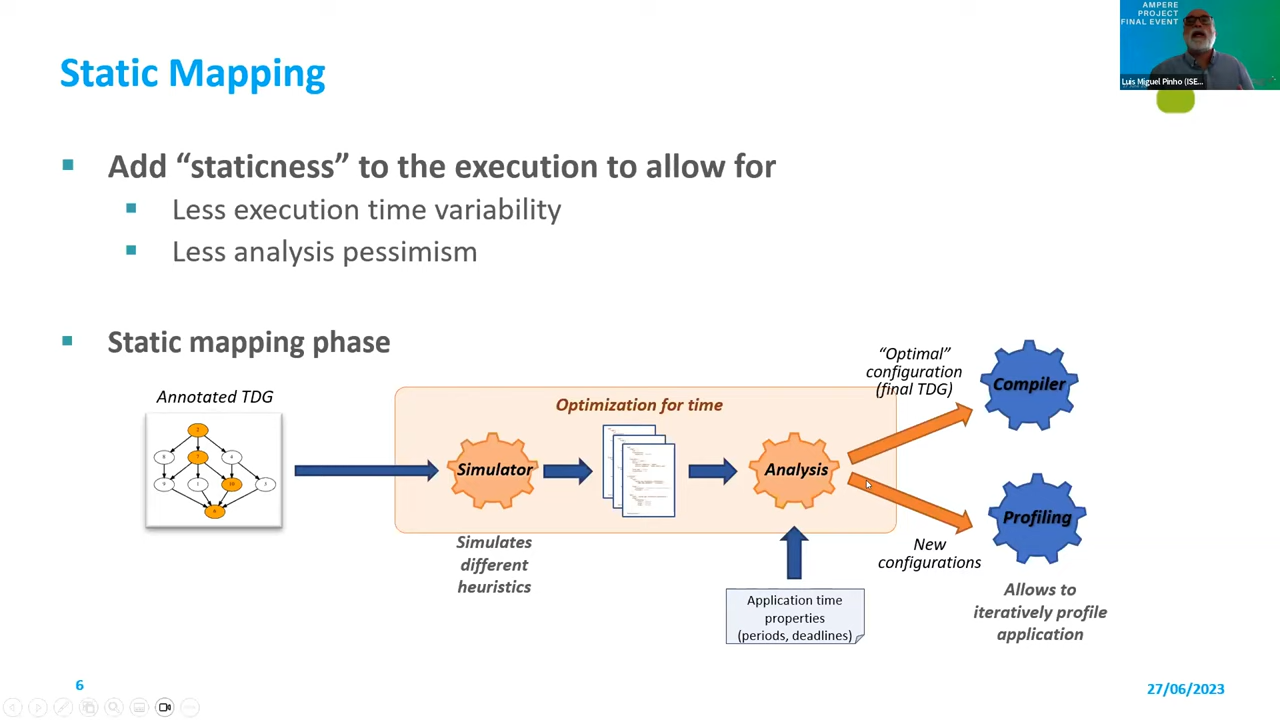 AMPERE
PROJECT
FINAL EVENT
Luis Miguel Pinho (ISE...
Static Mapping
Add “staticness” to the execution to allow for
Less execution time variability
Less analysis pessimism
Static mapping phase
Annotated TDG
Optimization for time
Simulator
Analysis
Simulates
different
heuristics
Application time
properties
(periods, deadlines)
“Optimal”
configuration
(final TDG)
Compiler
New
configurations
Profiling
Allows to
iteratively profile
application
6
27/06/2023